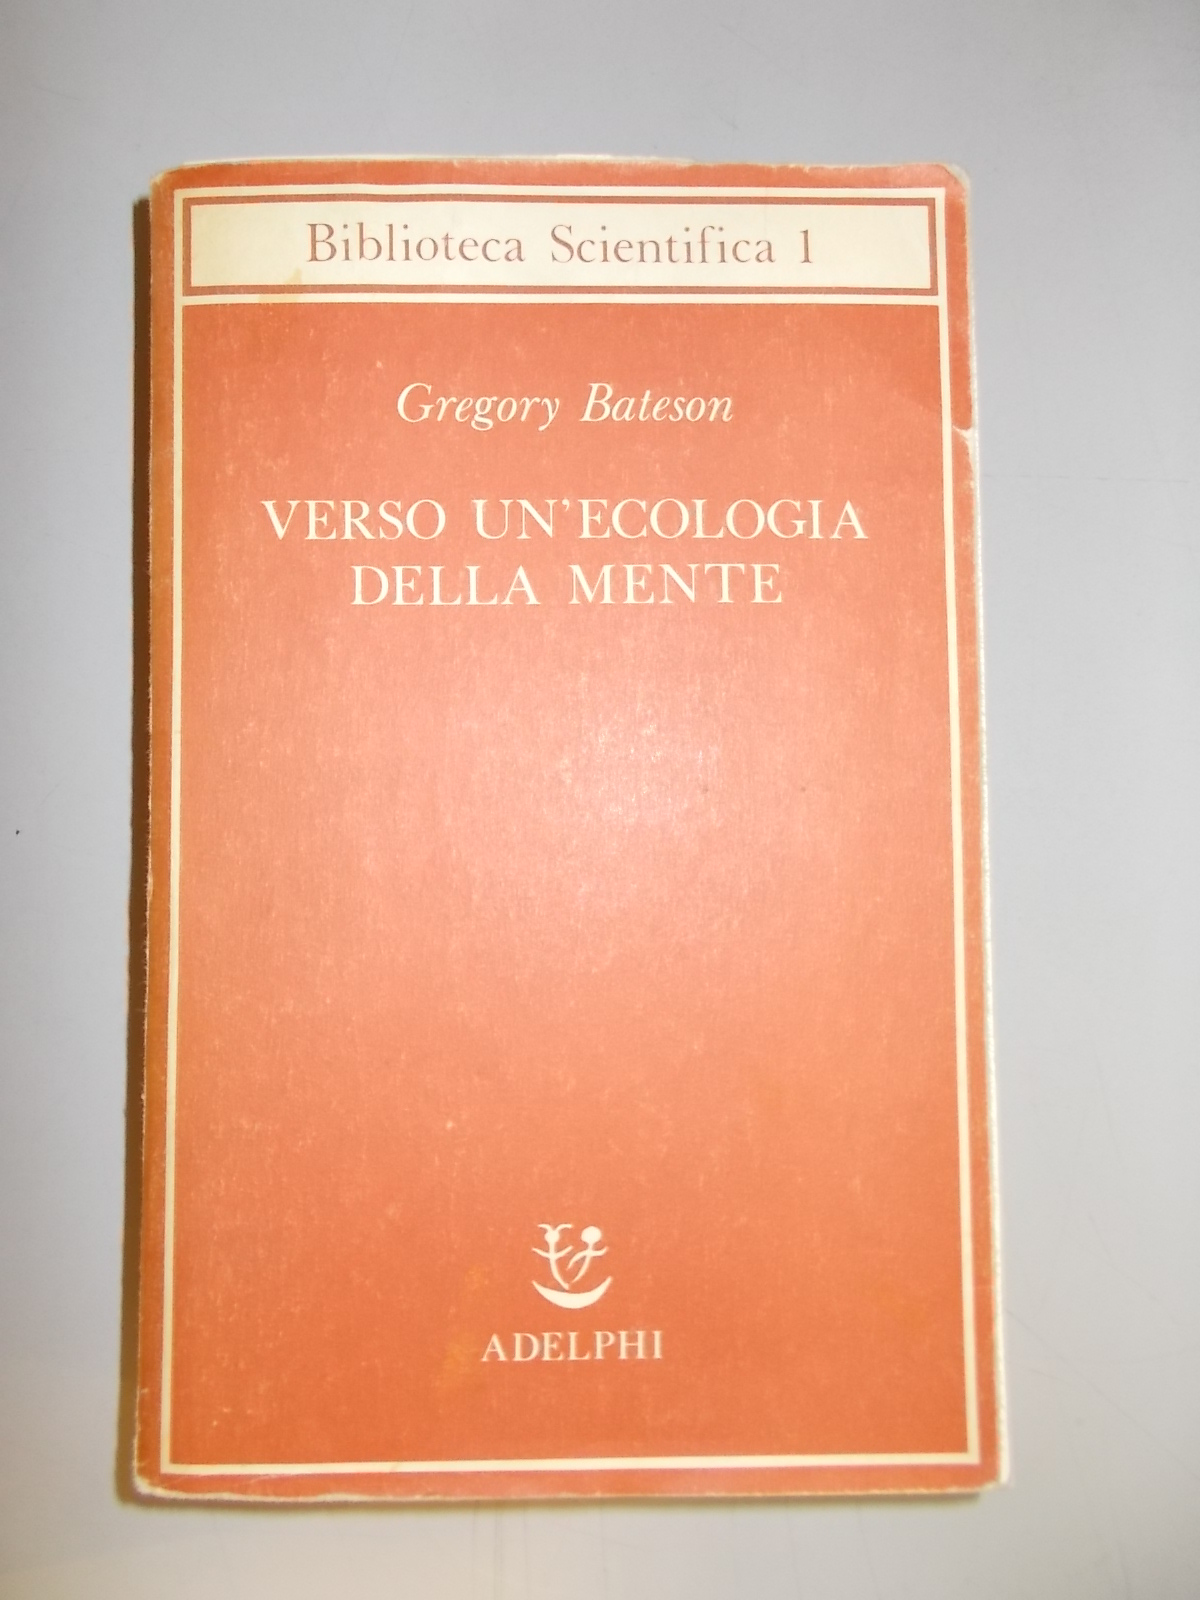 Biblioteca Scientifica 1
Gregory Bateson
VERSO UN'ECOLOGIA
DELLA MENTE
ADELPHI